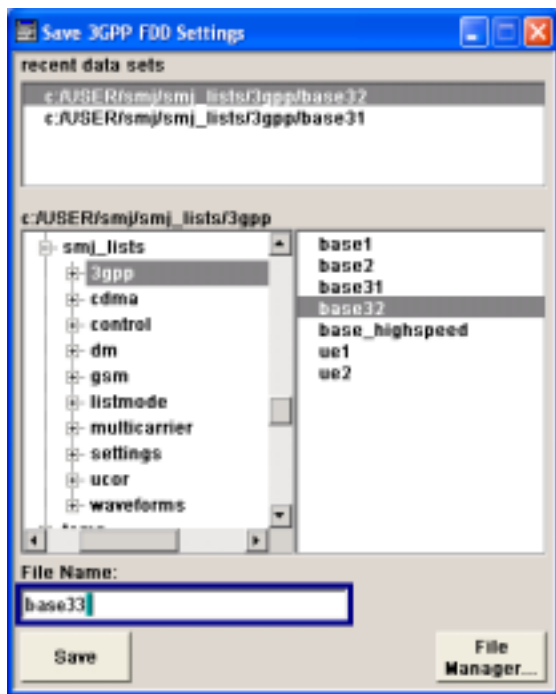 Save 3GPP FDD Settings
recent data sets
c:/USER/smj/smj_lists/3gpp/base32
c:/USER/smj/smj_lists/3gpp/base31
c:/USER/smj/smj_lists/3gpp
smj_lists
3gpp
cdma
control
dm
gsm
listmode
multicarrier
settings
ucor
waveforms
base1
base2
base31
base32
base_highspeed
ue1
ue2
File Name:
base33
Save
File
Manager...